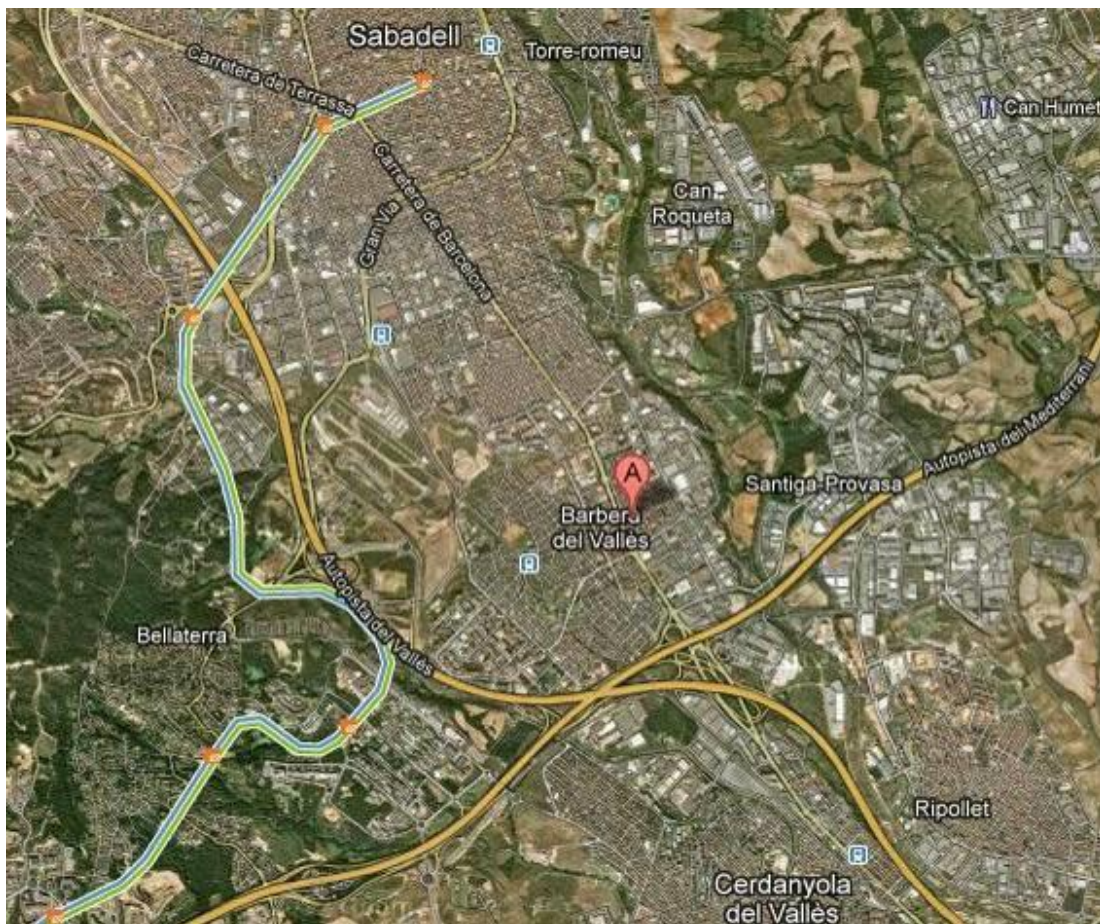 Sabadell
Torre-romeu
Carretera de Terrassa
Can Humet
Carretera de Barcelona
Can
Roqueta
Gran Via
Autopista del Mediterrani
A
Santiga-Provasa
Barberà
del Vallès
Autopista del Vallès
Bellaterra
Ripollet
Cerdanyola
del Vallès